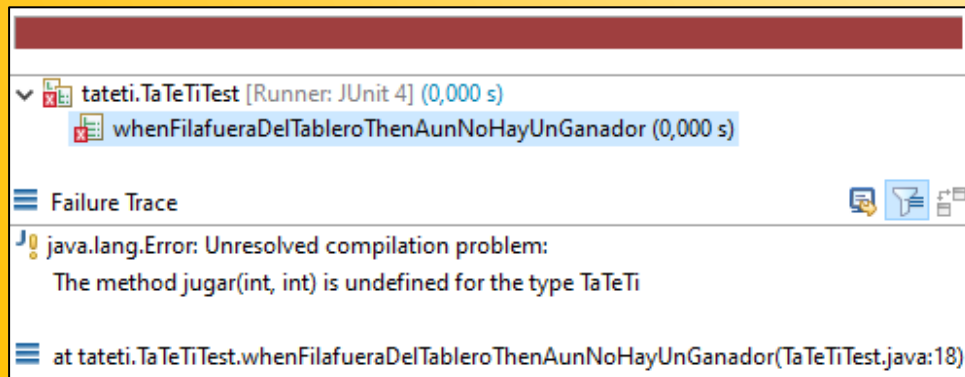 tateti.TaTeTiTest [Runner: JUnit 4] (0,000 s)
whenFilafueraDelTableroThenAunNoHayUnGanador (0,000 s)
Failure Trace
java.lang.Error: Unresolved compilation problem:
The method jugar(int, int) is undefined for the type TaTeTi
at tateti.TaTeTiTest.whenFilafueraDelTableroThenAunNoHayUnGanador(TaTeTiTest.java:18)